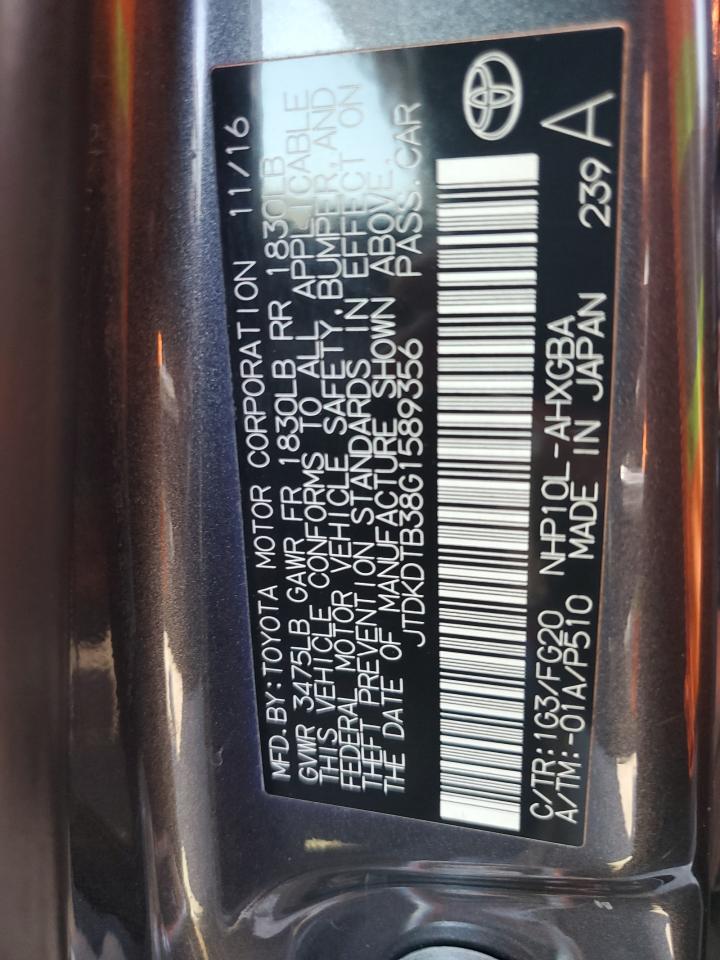 MFD. BY: TOYOTA MOTOR CORPORATION 11/16
GVWR 3475LB GAWR FR 1830LB RR 1830LB
THIS VEHICLE CONFORMS TO ALL APPLICABLE
FEDERAL MOTOR VEHICLE SAFETY, BUMPER, AND
THEFT PREVENTION STANDARDS IN EFFECT ON
THE DATE OF MANUFACTURE SHOWN ABOVE.
JTDKDTB38G1589356 PASS. CAR
C/TR: 1G3/FG20 NHP10L-AHXGBA 239 A
A/TM: -01A/P510 MADE IN JAPAN